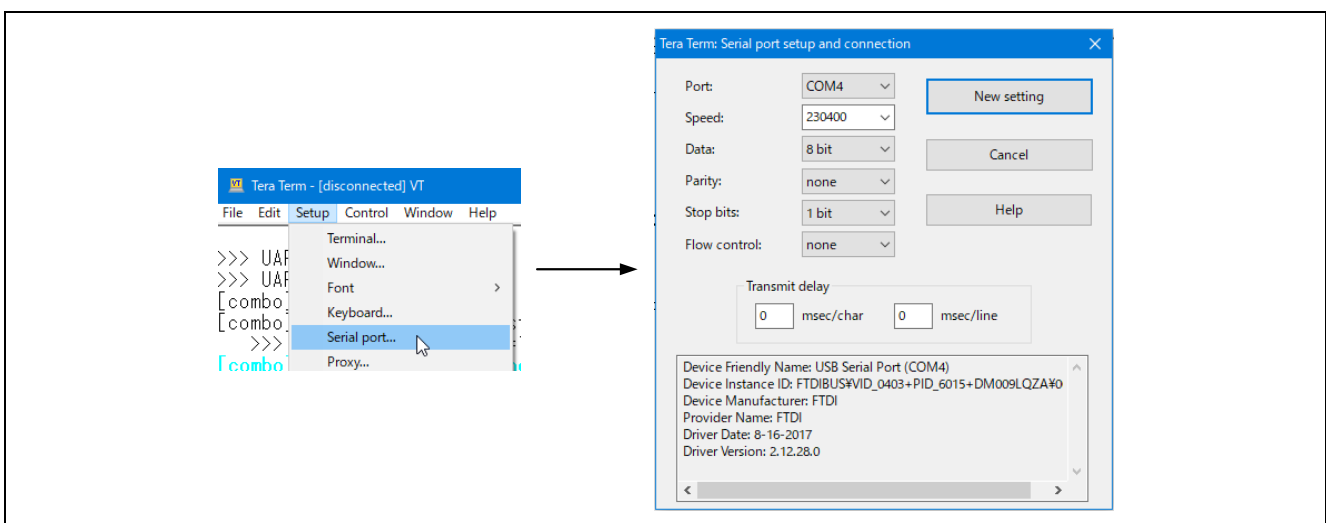 Tera Term - [disconnected] VT
File Edit Setup Control Window Help
Terminal...
Window...
Font
Keyboard...
Serial port...
Proxy...
>>> UAR
>>> UAR
[combo]
[combo]
>>>
[combo]
Tera Term: Serial port setup and connection
Port: COM4
New setting
Speed: 230400
Data: 8 bit
Cancel
Parity: none
Stop bits: 1 bit
Help
Flow control: none
Transmit delay
0 msec/char 0 msec/line
Device Friendly Name: USB Serial Port (COM4)
Device Instance ID: FTDIBUS¥VID_0403+PID_6015+DM009LQZA¥0
Device Manufacturer: FTDI
Provider Name: FTDI
Driver Date: 8-16-2017
Driver Version: 2.12.28.0